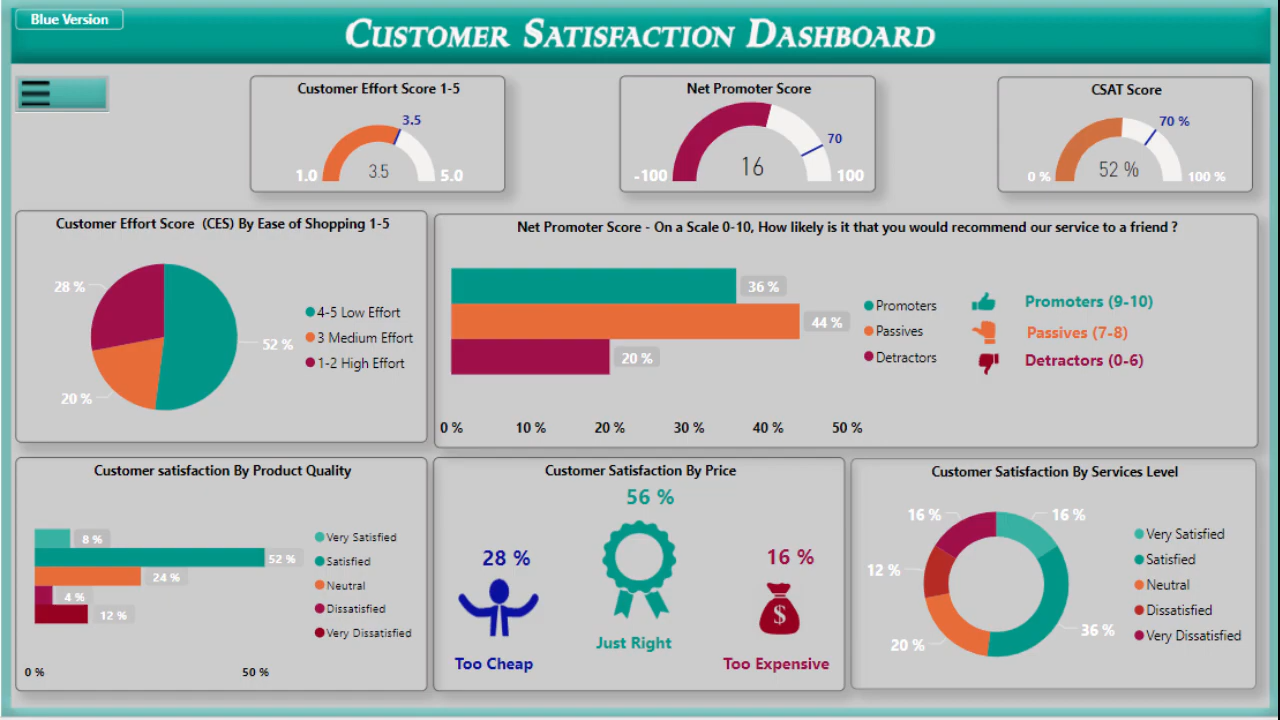 Blue Version
CUSTOMER SATISFACTION DASHBOARD
Customer Effort Score 1-5
3.5
3.5
1.0
5.0
Net Promoter Score
70
16
-100
100
CSAT Score
70 %
52 %
0 %
100 %
Customer Effort Score (CES) By Ease of Shopping 1-5
28 %
52 %
20 %
4-5 Low Effort
3 Medium Effort
1-2 High Effort
Net Promoter Score - On a Scale 0-10, How likely is it that you would recommend our service to a friend ?
36 %
44 %
20 %
0 %
10 %
20 %
30 %
40 %
50 %
Promoters
Passives
Detractors
Promoters (9-10)
Passives (7-8)
Detractors (0-6)
Customer satisfaction By Product Quality
8 %
52 %
24 %
4 %
12 %
0 %
50 %
Very Satisfied
Satisfied
Neutral
Dissatisfied
Very Dissatisfied
Customer Satisfaction By Price
56 %
28 %
16 %
$
Just Right
Too Cheap
Too Expensive
Customer Satisfaction By Services Level
16 %
16 %
12 %
36 %
20 %
Very Satisfied
Satisfied
Neutral
Dissatisfied
Very Dissatisfied